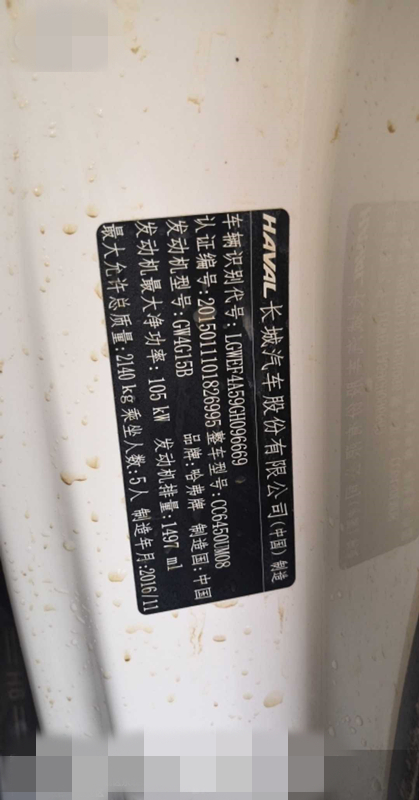 HAVAL 长城汽车股份有限公司(中国)制造
车辆识别代号:LGWEF4A59GH096669
认证编号:2015011101826995 整车型号:CC6450UM08
发动机型号:GW4G15B 品牌:哈弗牌 制造国:中国
发动机最大净功率:105 kW 发动机排量:1497 ml
最大允许总质量:2140 kg 乘坐人数:5人 制造年月:2016/11